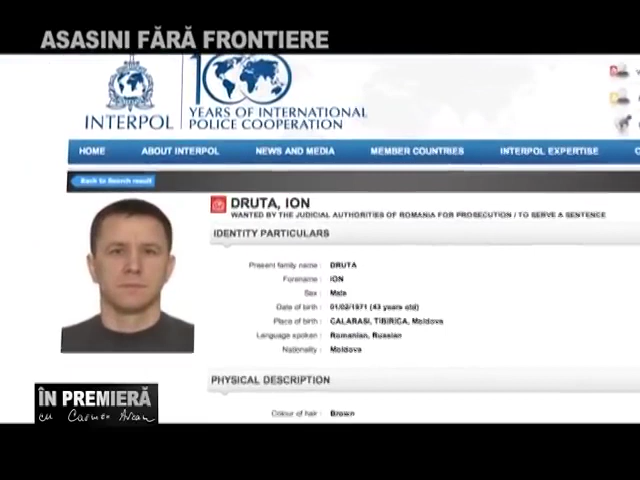 ASASINI FĂRĂ FRONTIERE
INTERPOL
100
YEARS OF INTERNATIONAL
POLICE COOPERATION
HOME ABOUT INTERPOL NEWS AND MEDIA MEMBER COUNTRIES INTERPOL EXPERTISE
Back to Search result
DRUTA, ION
WANTED BY THE JUDICIAL AUTHORITIES OF ROMANIA FOR PROSECUTION / TO SERVE A SENTENCE
IDENTITY PARTICULARS
Present family name : DRUTA
Forename : ION
Sex : Male
Date of birth : 01/02/1971 (43 years old)
Place of birth : CALARASI, TIBIRICA, Moldova
Language spoken : Romanian, Russian
Nationality : Moldova
PHYSICAL DESCRIPTION
Colour of hair : Brown
ÎN PREMIERĂ
cu Carmen Avram